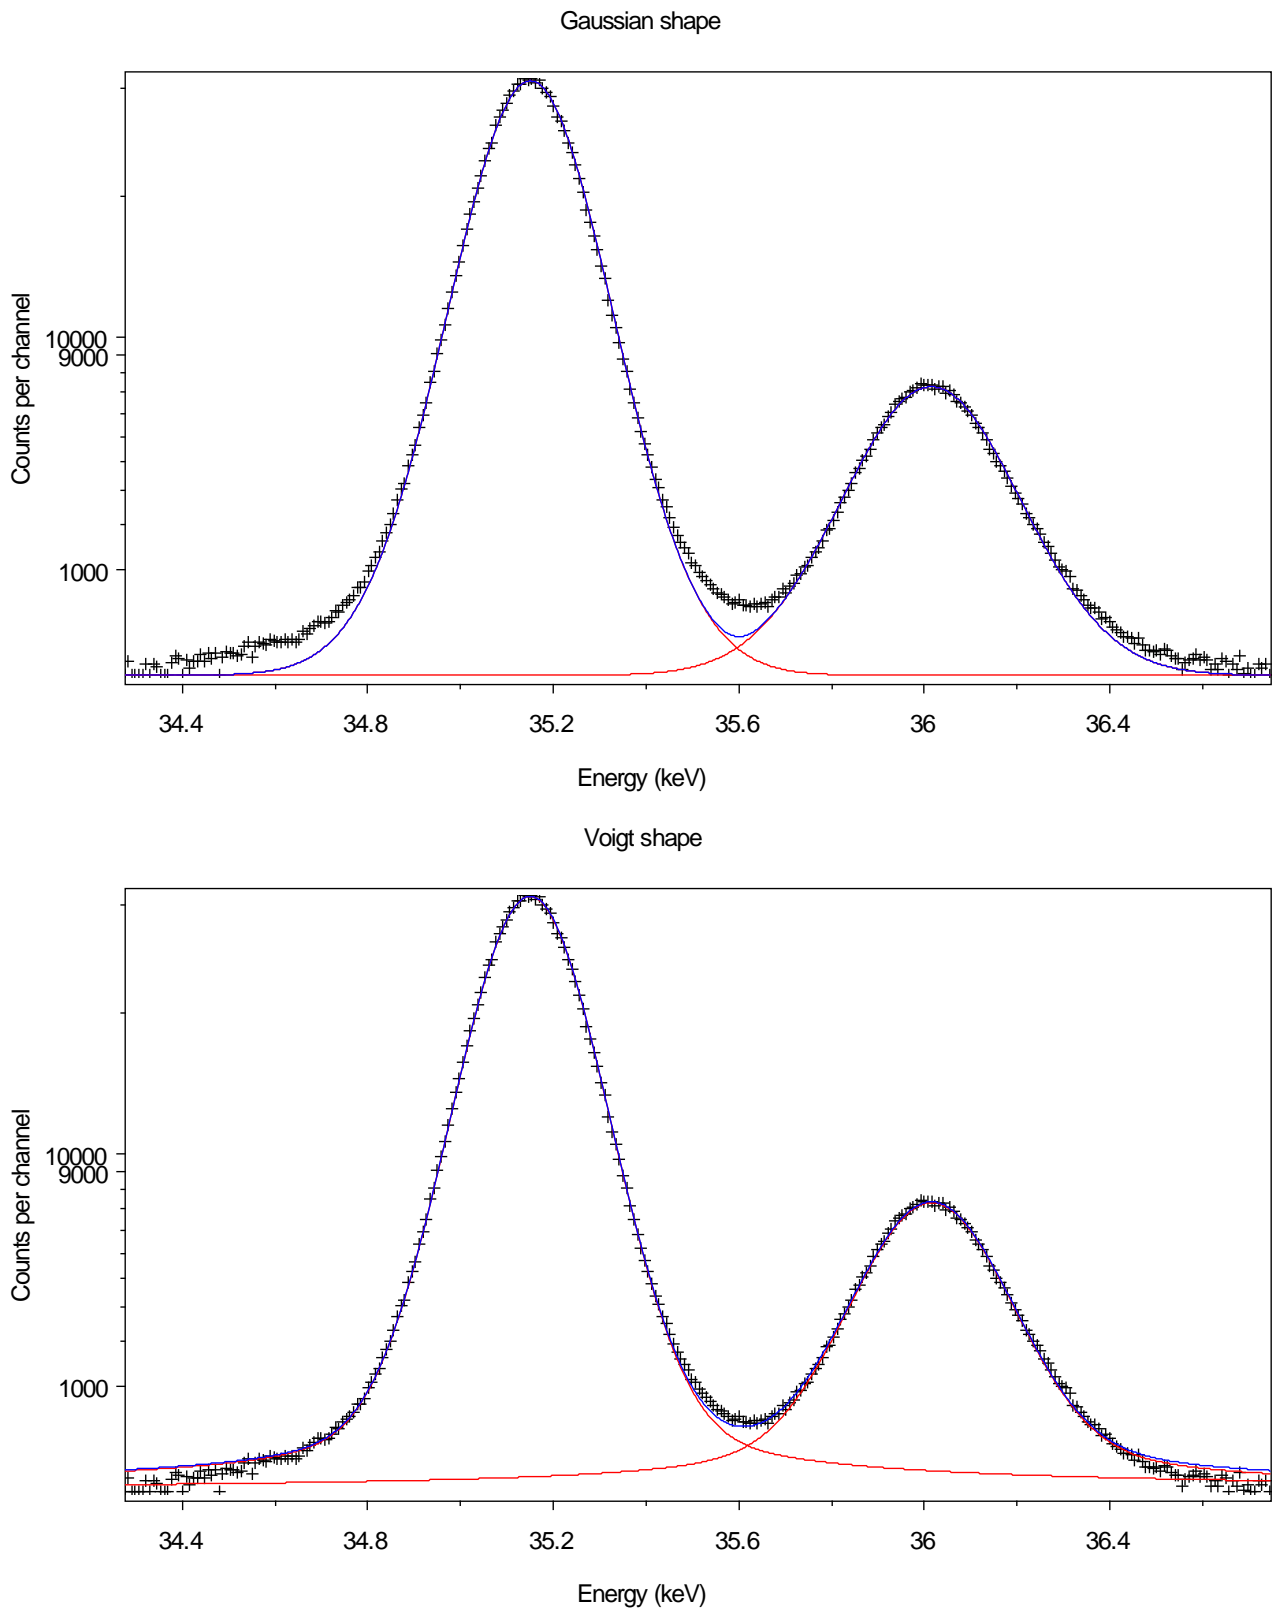 Gaussian shape
Counts per channel
10000
9000
1000
34.4 34.8 35.2 35.6 36 36.4
Energy (keV)
Voigt shape
Counts per channel
10000
9000
1000
34.4 34.8 35.2 35.6 36 36.4
Energy (keV)